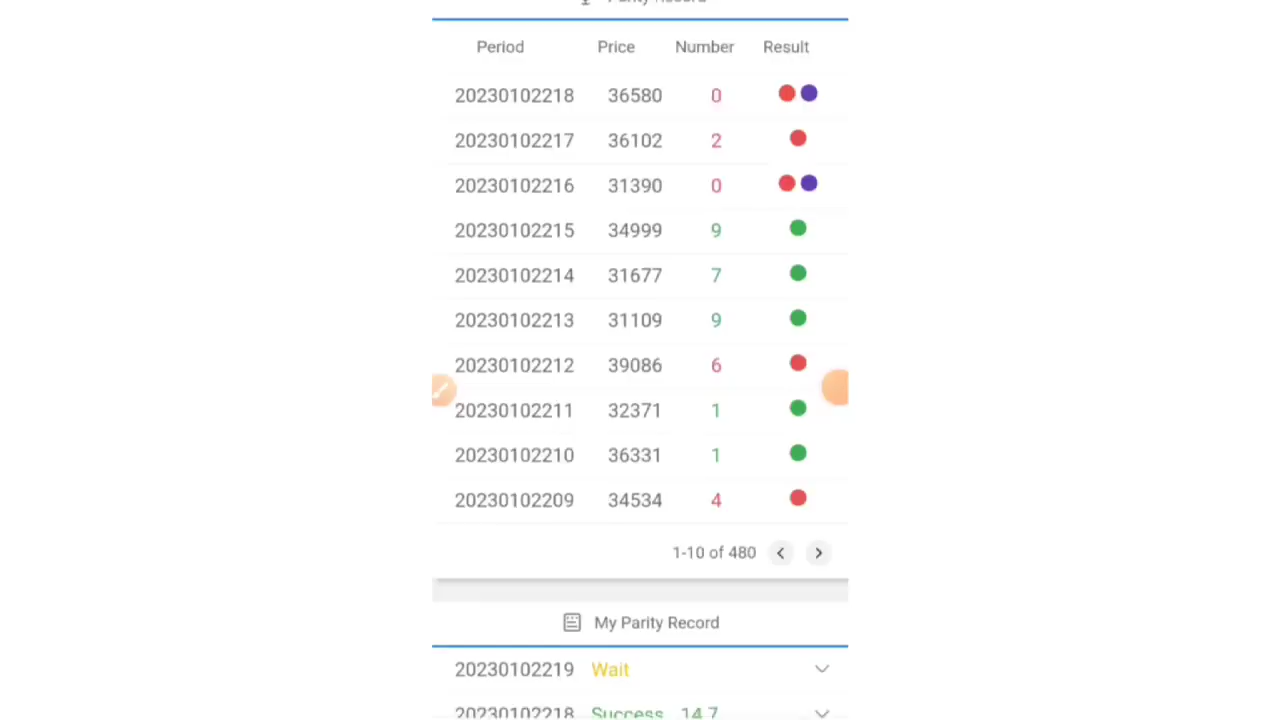 Parity Record
Period Price Number Result
20230102218 36580 0
20230102217 36102 2
20230102216 31390 0
20230102215 34999 9
20230102214 31677 7
20230102213 31109 9
20230102212 39086 6
20230102211 32371 1
20230102210 36331 1
20230102209 34534 4
1-10 of 480
My Parity Record
20230102219 Wait
20230102218 Success 14.7